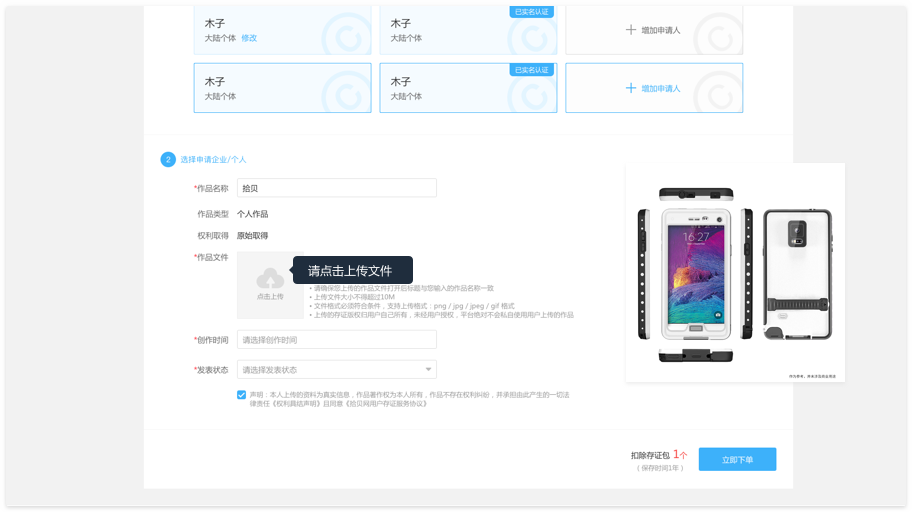 木子
大陆个体 修改
已实名认证
木子
大陆个体
增加申请人
木子
大陆个体
已实名认证
木子
大陆个体
增加申请人
2 选择申请企业/个人
*作品名称 拾贝
作品类型 个人作品
权利取得 原始取得
*作品文件
点击上传
请点击上传文件
• 请确保您上传的作品文件打开后标题与您输入的作品名称一致
• 上传文件大小不得超过10M
• 文件格式必须符合条件，支持上传格式：png / jpg / jpeg / gif 格式
• 上传的存证版权归用户自己所有，未经用户授权，平台绝对不会私自使用用户上传的作品
16:27
*创作时间 请选择创作时间
*发表状态 请选择发表状态
声明：本人上传的资料为真实信息，作品著作权为本人所有，作品不存在权利纠纷，并承担由此产生的一切法
律责任《权利具结声明》且同意《拾贝网用户存证服务协议》
扣除存证包 1个
（保存时间1年）
立即下单